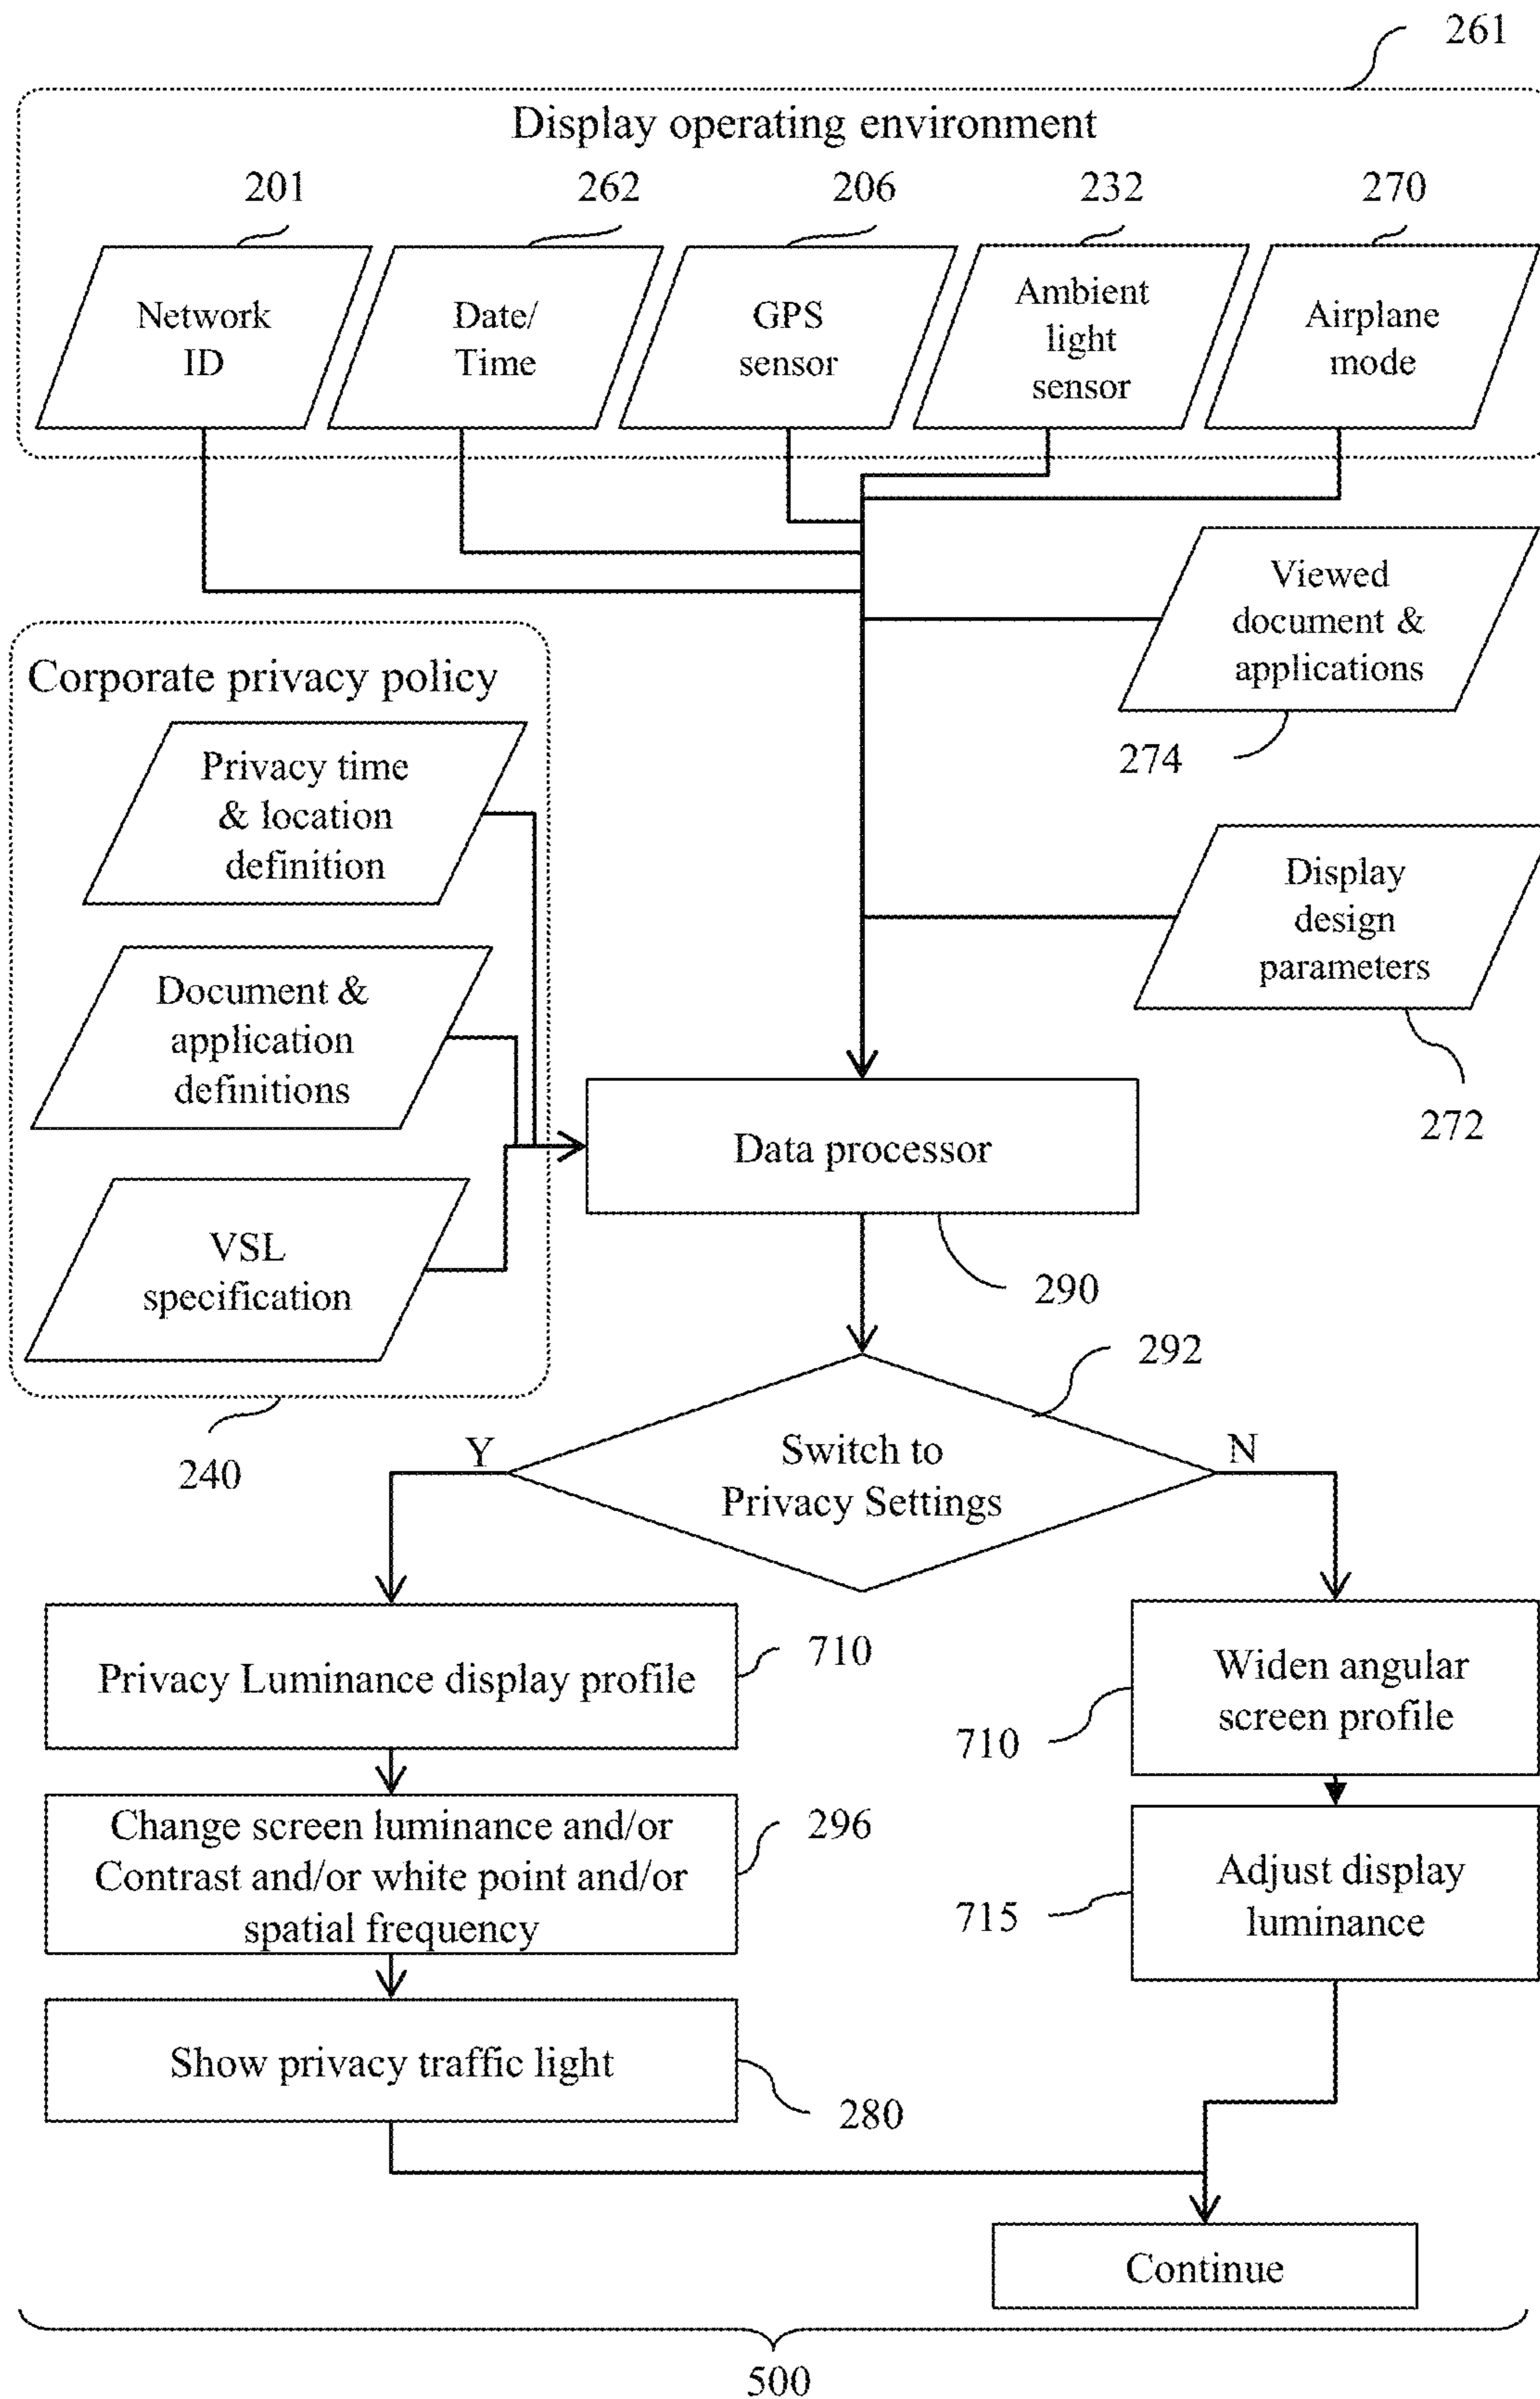 261
Display operating environment
201
262
206
232
270
Network
ID
Date/
Time
GPS
sensor
Ambient
light
sensor
Airplane
mode
Viewed
document &
applications
274
Corporate privacy policy
Privacy time
& location
definition
Document &
application
definitions
VSL
specification
240
Display
design
parameters
272
Data processor
290
292
Switch to
Privacy Settings
Y
N
Privacy Luminance display profile
710
Change screen luminance and/or
Contrast and/or white point and/or
spatial frequency
296
Show privacy traffic light
280
Widen angular
screen profile
710
Adjust display
luminance
715
Continue
500